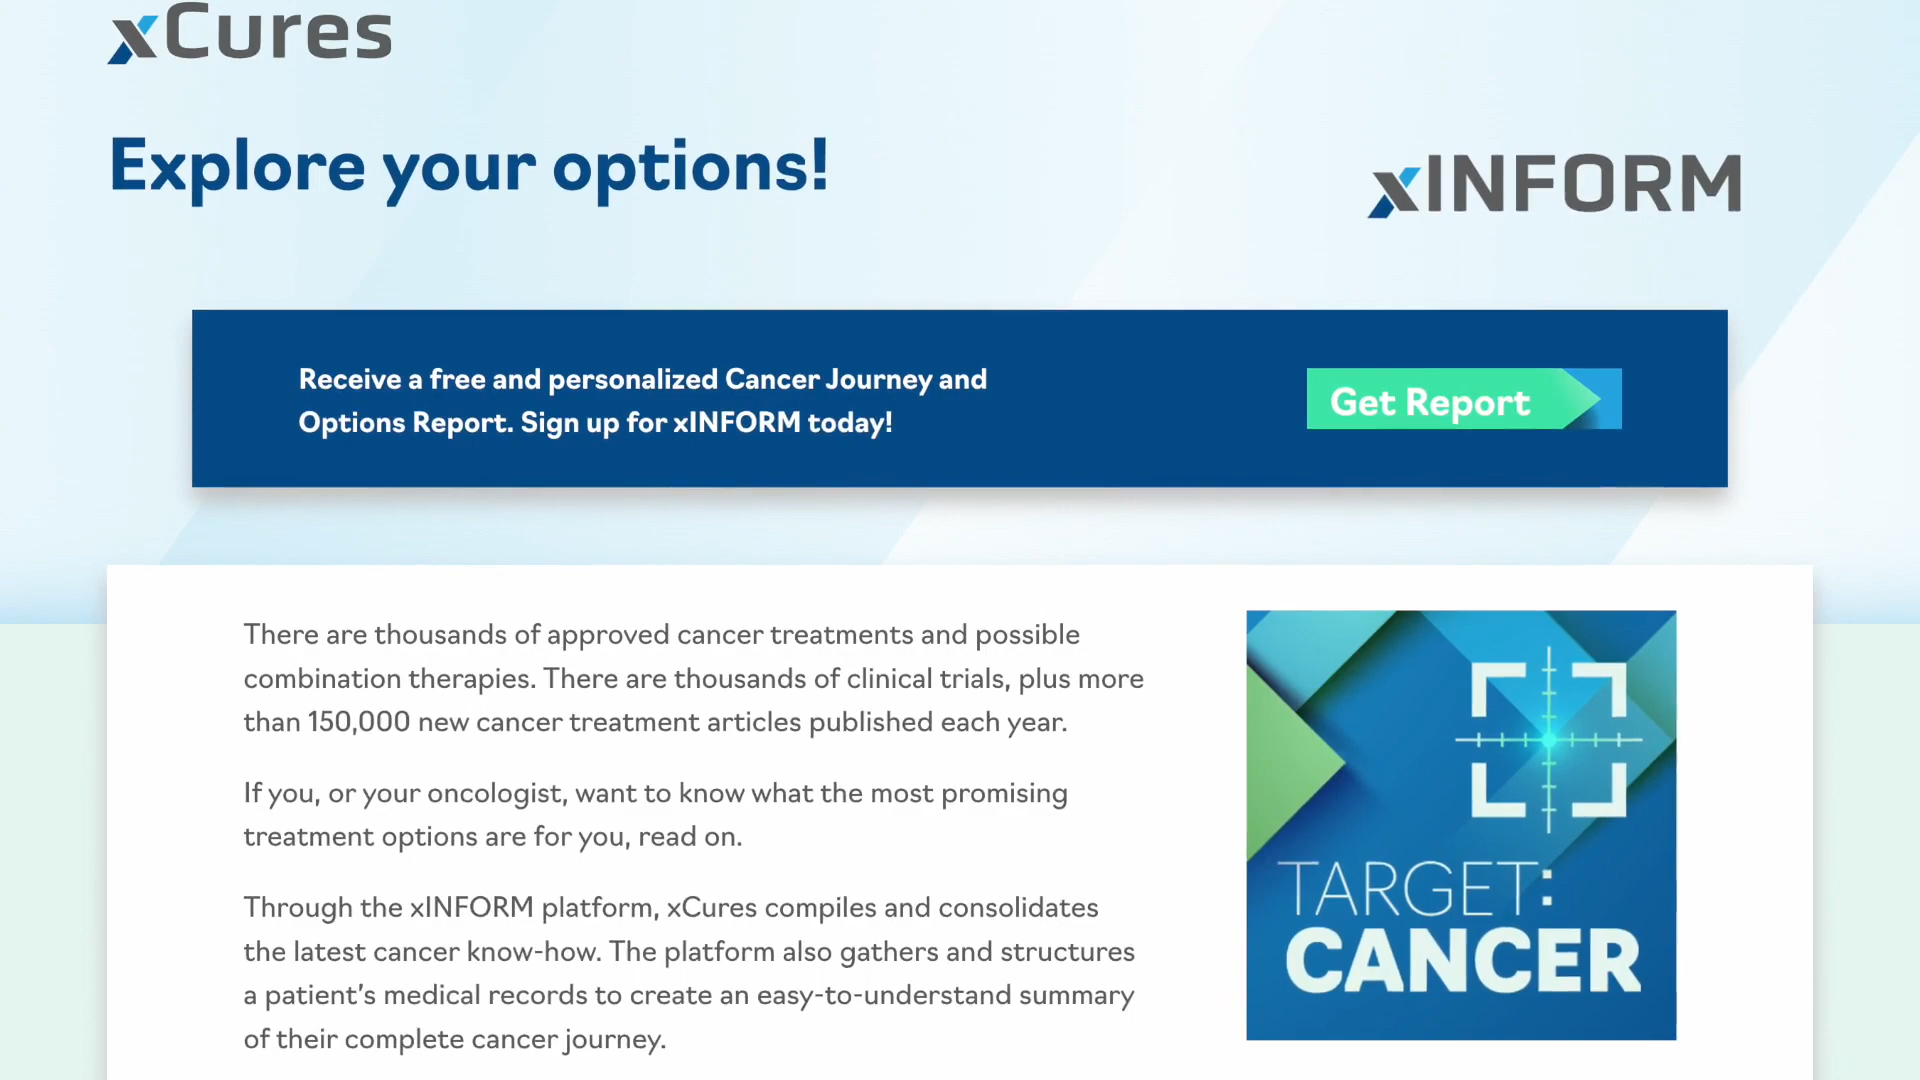 xCures
Explore your options!
xINFORM
Receive a free and personalized Cancer Journey and
Options Report. Sign up for xINFORM today!
Get Report
There are thousands of approved cancer treatments and possible
combination therapies. There are thousands of clinical trials, plus more
than 150,000 new cancer treatment articles published each year.
If you, or your oncologist, want to know what the most promising
treatment options are for you, read on.
Through the xINFORM platform, xCures compiles and consolidates
the latest cancer know-how. The platform also gathers and structures
a patient's medical records to create an easy-to-understand summary
of their complete cancer journey.
TARGET:
CANCER